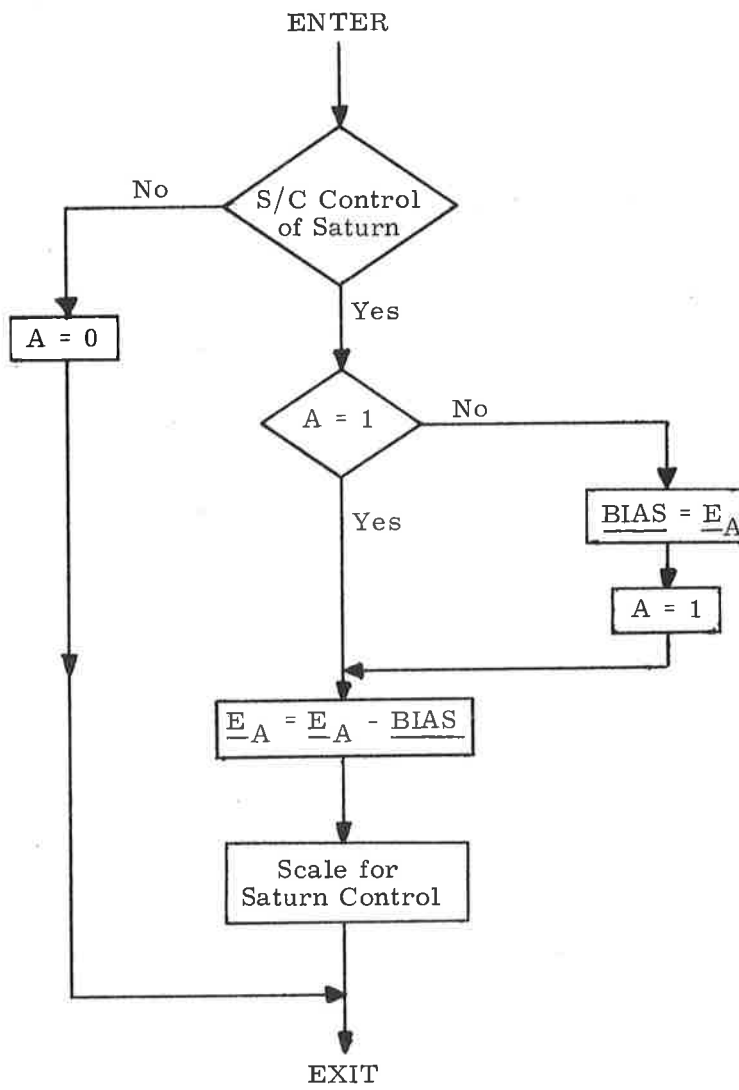 ENTER
No
S/C Control
of Saturn
Yes
A = 0
A = 1
No
Yes
BIAS = E_A
A = 1
E_A = E_A - BIAS
Scale for
Saturn Control
EXIT